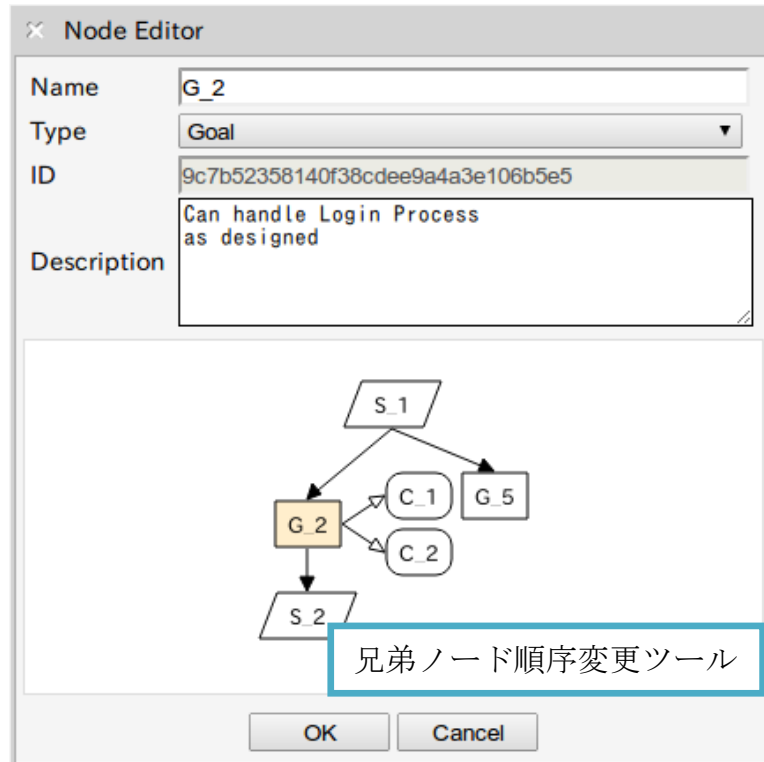 Node Editor
Name
G_2
Type
Goal
ID
9c7b52358140f38cdee9a4a3e106b5e5
Description
Can handle Login Process
as designed
S_1
G_2
C_1
G_5
C_2
S_2
兄弟ノード順序変更ツール
OK
Cancel